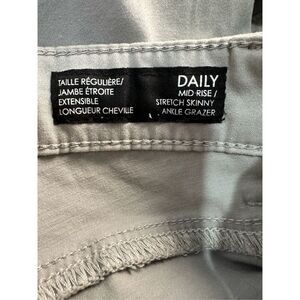 TAILLE RÉGULIÈRE/
JAMBE ÉTROITE
EXTENSIBLE
LONGUEUR CHEVILLE
DAILY
MID RISE /
STRETCH SKINNY
ANKLE GRAZER